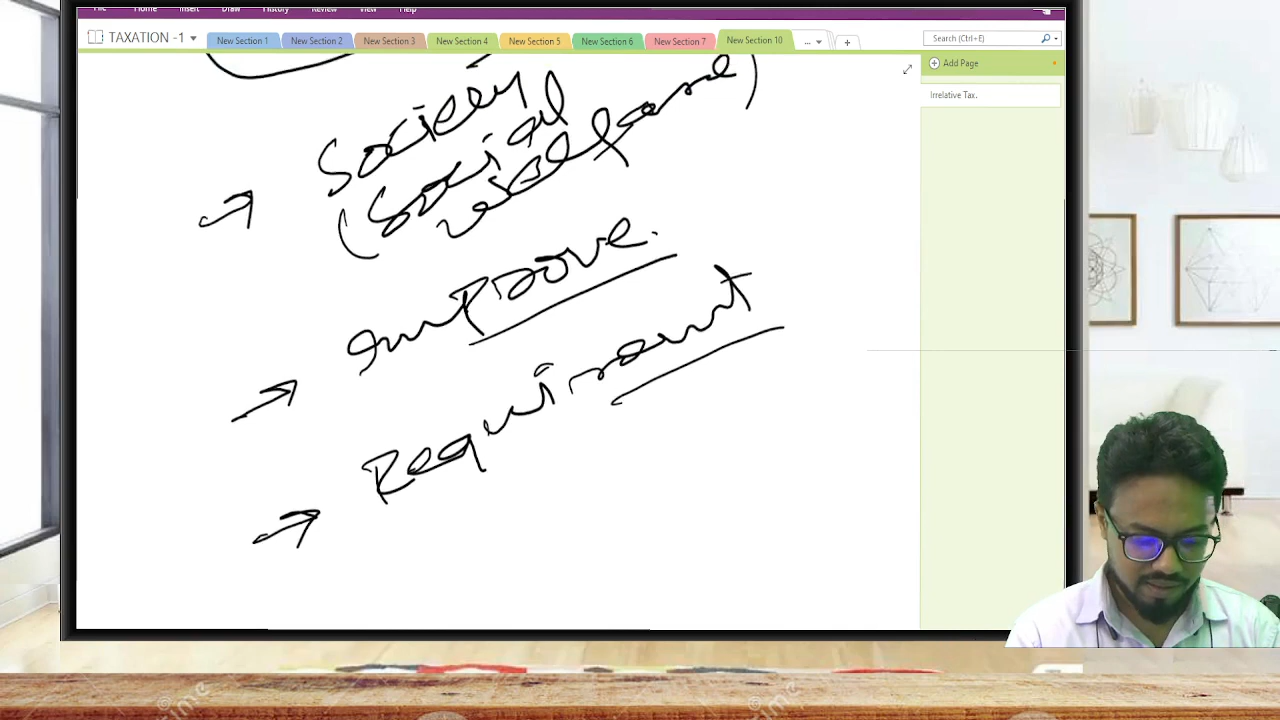 File Home Insert Draw History Review View Help
TAXATION -1 New Section 1 New Section 2 New Section 3 New Section 4 New Section 5 New Section 6 New Section 7 New Section 10 ... + Search (Ctrl+E)
Add Page
Irrelative Tax.
→ Society
(Social
welfare)
→ Improve.
→ Requirement
→